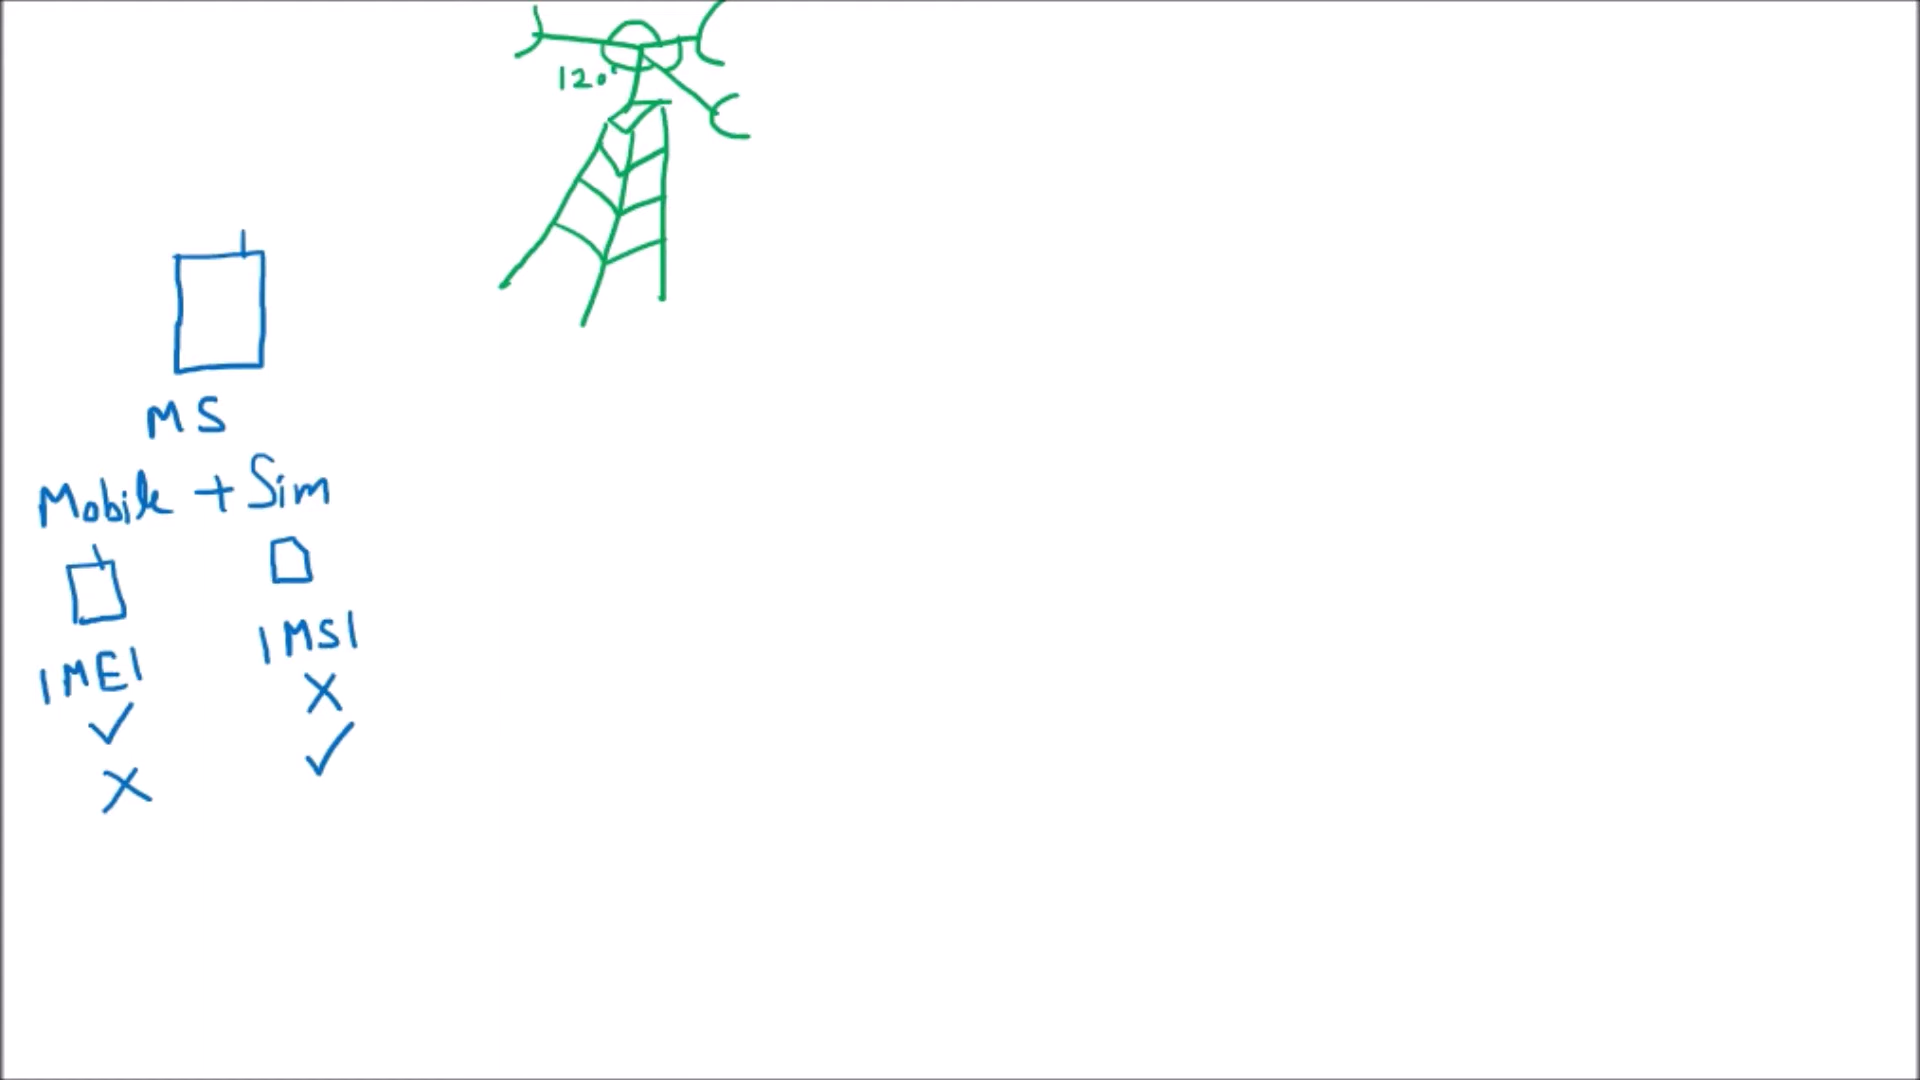 120°
MS
Mobile + Sim
IMEI IMSI
✓ X
X ✓